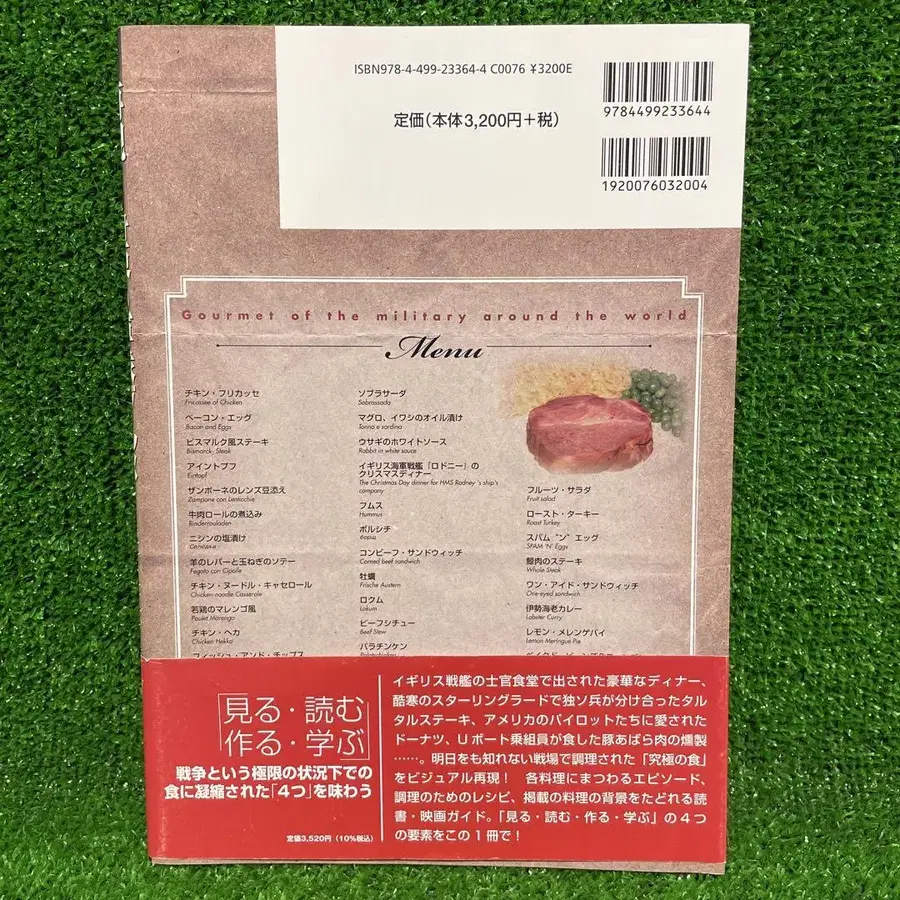 ISBN978-4-499-23364-4 C0076 ¥3200E
定価(本体3,200円+税)
9784499233644
1920076032004
Gourmet of the military around the world
Menu
チキン・フリカッセ
Fricassee of Chicken
ベーコン・エッグ
Bacon and Eggs
ビスマルク風ステーキ
Bismarck- Steak
アイントプフ
Eintopf
ザンポーネのレンズ豆添え
Zampone con Lenticchie
牛肉ロールの煮込み
Rinderrouladen
ニシンの塩漬け
Селёдка
羊のレバーと玉ねぎのソテー
Fegato con Cipolle
チキン・ヌードル・キャセロール
Chicken-noodle Casserole
若鶏のマレンゴ風
Poulet Marengo
チキン・ヘカ
Chicken Hekka
フィッシュ・アンド・チップス
ソブラサーダ
Sobrassada
マグロ、イワシのオイル漬け
Tonno e sardina
ウサギのホワイトソース
Rabbit in white sauce
イギリス海軍戦艦「ロドニー」の
クリスマスディナー
The Christmas Day dinner for HMS Rodney 's ship's
company
フムス
Hummus
ボルシチ
борщ
コンビーフ・サンドウィッチ
Corned beef sandwich
牡蠣
Frische Austern
ロクム
Lokum
ビーフシチュー
Beef Stew
パラチンケン
Palatschinken
フルーツ・サラダ
Fruit salad
ロースト・ターキー
Roast Turkey
スパム“ン”エッグ
SPAM 'N' Eggs
鯨肉のステーキ
Whale Steak
ワン・アイド・サンドウィッチ
One-eyed sandwich
伊勢海老カレー
Lobster Curry
レモン・メレンゲパイ
Lemon Meringue Pie
「見る・読む
作る・学ぶ」
戦争という極限の状況下での
食に凝縮された「4つ」を味わう
定価3,520円(10%税込)
イギリス戦艦の士官食堂で出された豪華なディナー、
酷寒のスターリングラードで独ソ兵が分け合ったタル
タルステーキ、アメリカのパイロットたちに愛された
ドーナツ、Uボート乗組員が食した豚あばら肉の燻製
……。明日をも知れない戦場で調理された「究極の食」
をビジュアル再現! 各料理にまつわるエピソード、
調理のためのレシピ、掲載の料理の背景をたどれる読
書・映画ガイド。「見る・読む・作る・学ぶ」の4つ
の要素をこの1冊で!